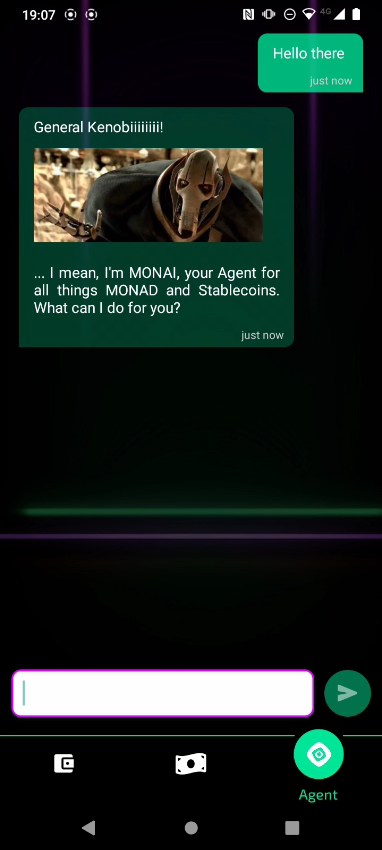 19:07
4G
Hello there
just now
General Kenobiiiiiiii!
... I mean, I'm MONAI, your Agent for
all things MONAD and Stablecoins.
What can I do for you?
just now
Agent